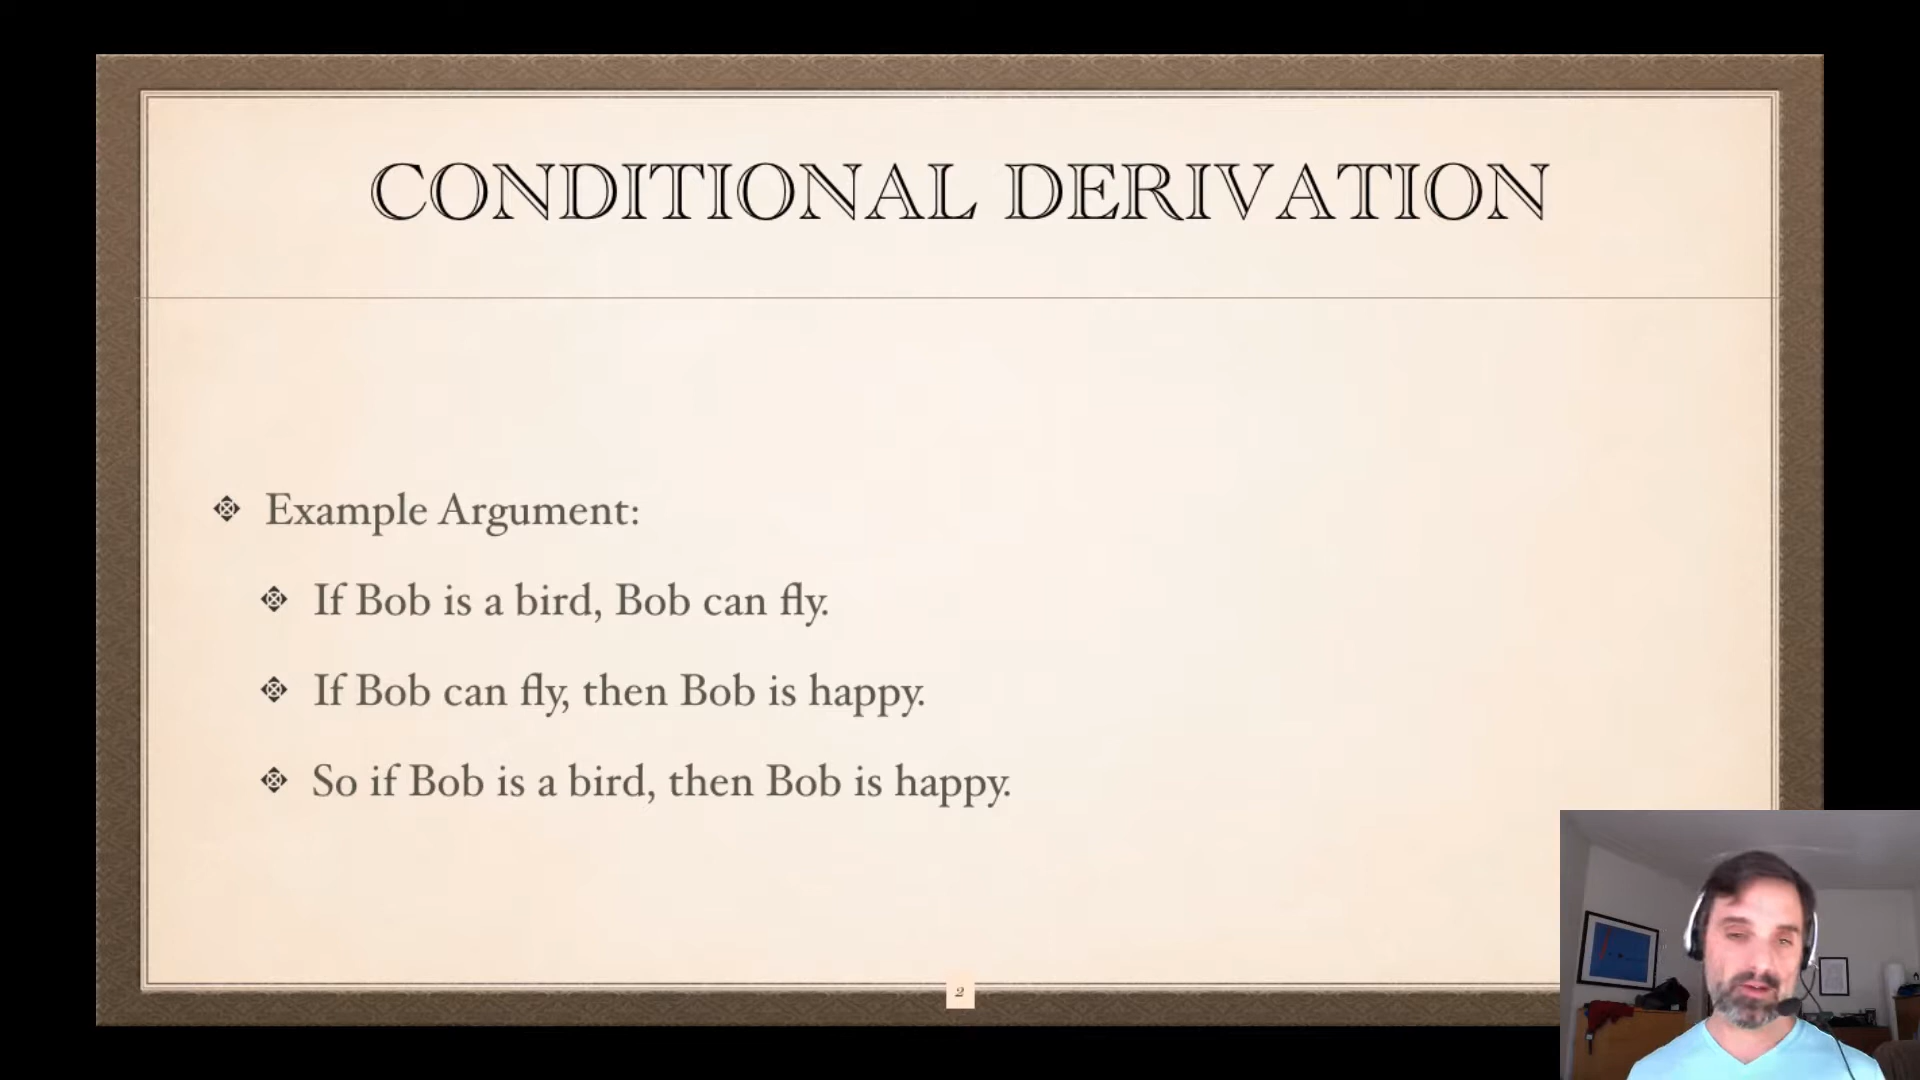 CONDITIONAL DERIVATION
Example Argument:
If Bob is a bird, Bob can fly.
If Bob can fly, then Bob is happy.
So if Bob is a bird, then Bob is happy.
2